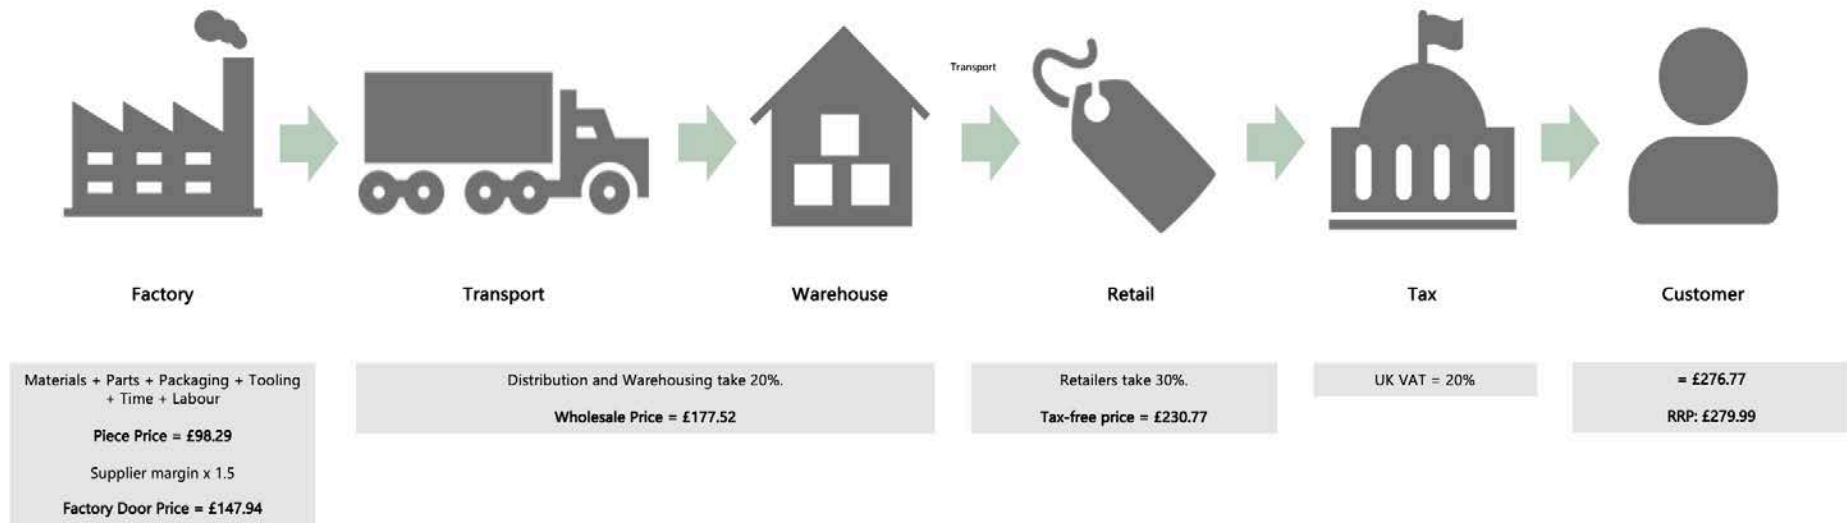 Transport
Factory
Transport
Warehouse
Retail
Tax
Customer
Materials + Parts + Packaging + Tooling
+ Time + Labour
Piece Price = £98.29
Supplier margin x 1.5
Factory Door Price = £147.94
Distribution and Warehousing take 20%.
Wholesale Price = £177.52
Retailers take 30%.
Tax-free price = £230.77
UK VAT = 20%
= £276.77
RRP: £279.99